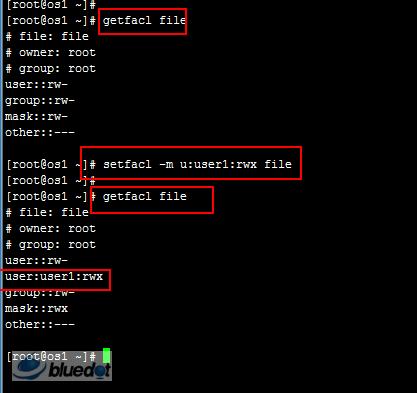 [root@os1 ~]#
[root@os1 ~]# getfacl file
# file: file
# owner: root
# group: root
user::rw-
group::rw-
mask::rw-
other::---
[root@os1 ~]# setfacl -m u:user1:rwx file
[root@os1 ~]#
[root@os1 ~]# getfacl file
# file: file
# owner: root
# group: root
user::rw-
user:user1:rwx
group::rw-
mask::rwx
other::---
[root@os1 ~]#
bluedot